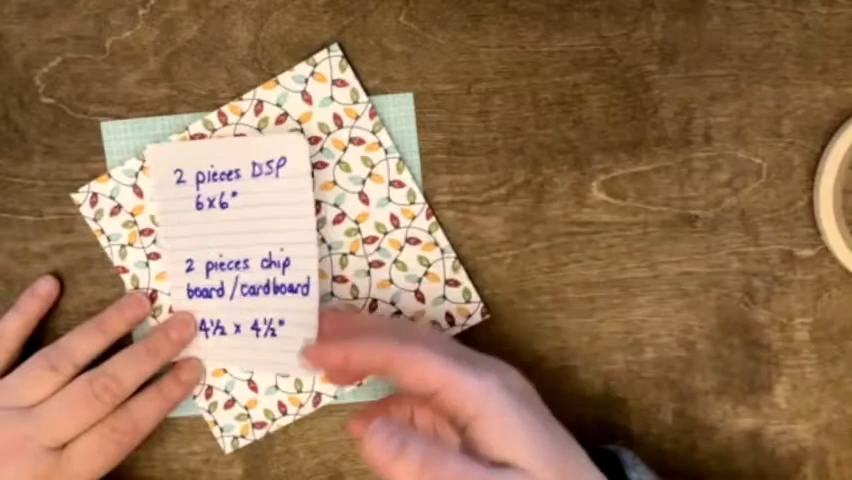 2 pieces DSP
6x6"
2 pieces chip
board/cardboard
4½ x 4½"